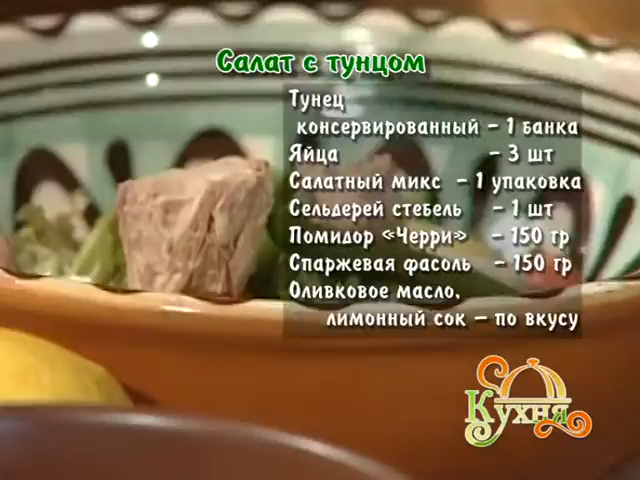 Салат с тунцом
Тунец
консервированный – 1 банка
Яйца – 3 шт
Салатный микс – 1 упаковка
Сельдерей стебель – 1 шт
Помидор «Черри» – 150 гр
Спаржевая фасоль – 150 гр
Оливковое масло,
лимонный сок – по вкусу
Кухня